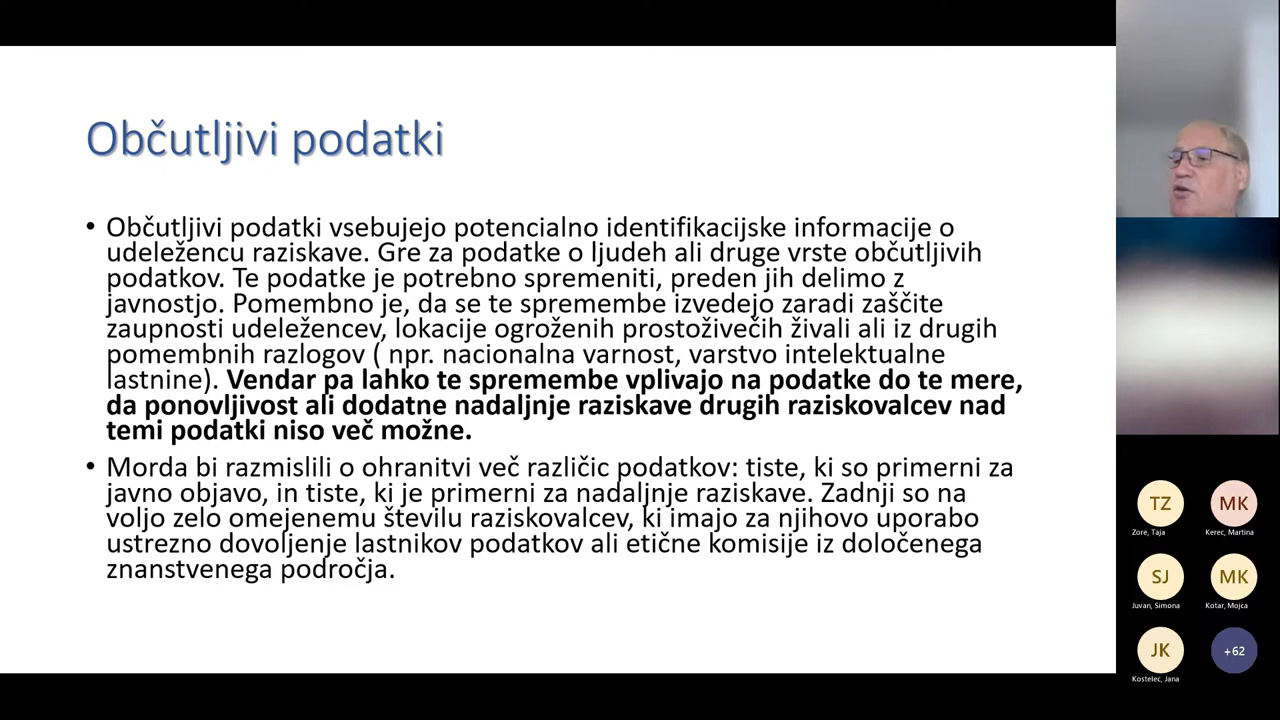 Občutljivi podatki
• Občutljivi podatki vsebujejo potencialno identifikacijske informacije o
udeležencu raziskave. Gre za podatke o ljudeh ali druge vrste občutljivih
podatkov. Te podatke je potrebno spremeniti, preden jih delimo z
javnostjo. Pomembno je, da se te spremembe izvedejo zaradi zaščite
zaupnosti udeležencev, lokacije ogroženih prostoživečih živali ali iz drugih
pomembnih razlogov ( npr. nacionalna varnost, varstvo intelektualne
lastnine). Vendar pa lahko te spremembe vplivajo na podatke do te mere,
da ponovljivost ali dodatne nadaljnje raziskave drugih raziskovalcev nad
temi podatki niso več možne.
• Morda bi razmislili o ohranitvi več različic podatkov: tiste, ki so primerni za
javno objavo, in tiste, ki je primerni za nadaljnje raziskave. Zadnji so na
voljo zelo omejenemu številu raziskovalcev, ki imajo za njihovo uporabo
ustrezno dovoljenje lastnikov podatkov ali etične komisije iz določenega
znanstvenega področja.
TZ
MK
Zore, Taja
Kerec, Martina
SJ
MK
Juvan, Simona
Kotar, Mojca
JK
+62
Kostelec, Jana